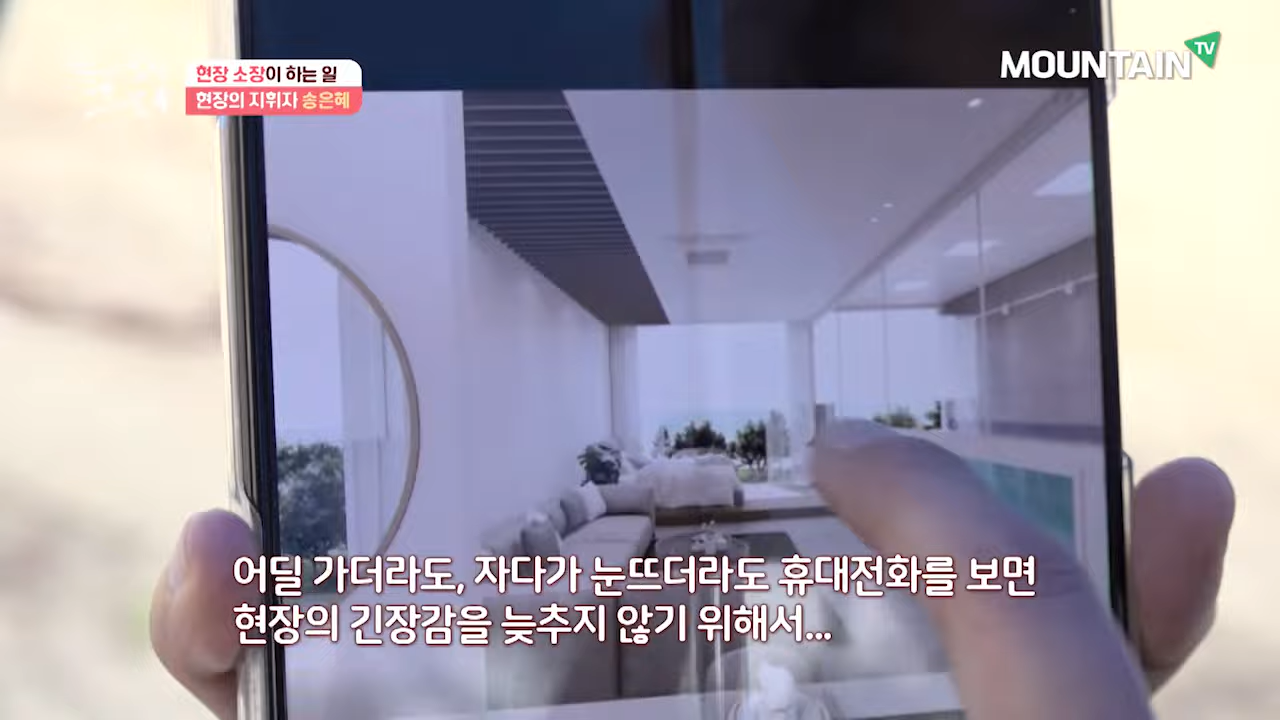 현장 소장이 하는 일
현장의 지휘자 송은혜
MOUNTAIN TV
어딜 가더라도, 자다가 눈뜨더라도 휴대전화를 보면
현장의 긴장감을 늦추지 않기 위해서...